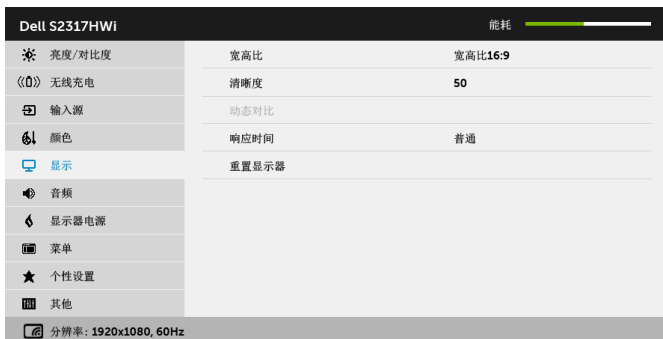 Dell S2317HWi 能耗
亮度/对比度 宽高比 宽高比16:9
无线充电 清晰度 50
输入源 动态对比
颜色 响应时间 普通
显示 重置显示器
音频
显示器电源
菜单
个性设置
其他
分辨率: 1920x1080, 60Hz